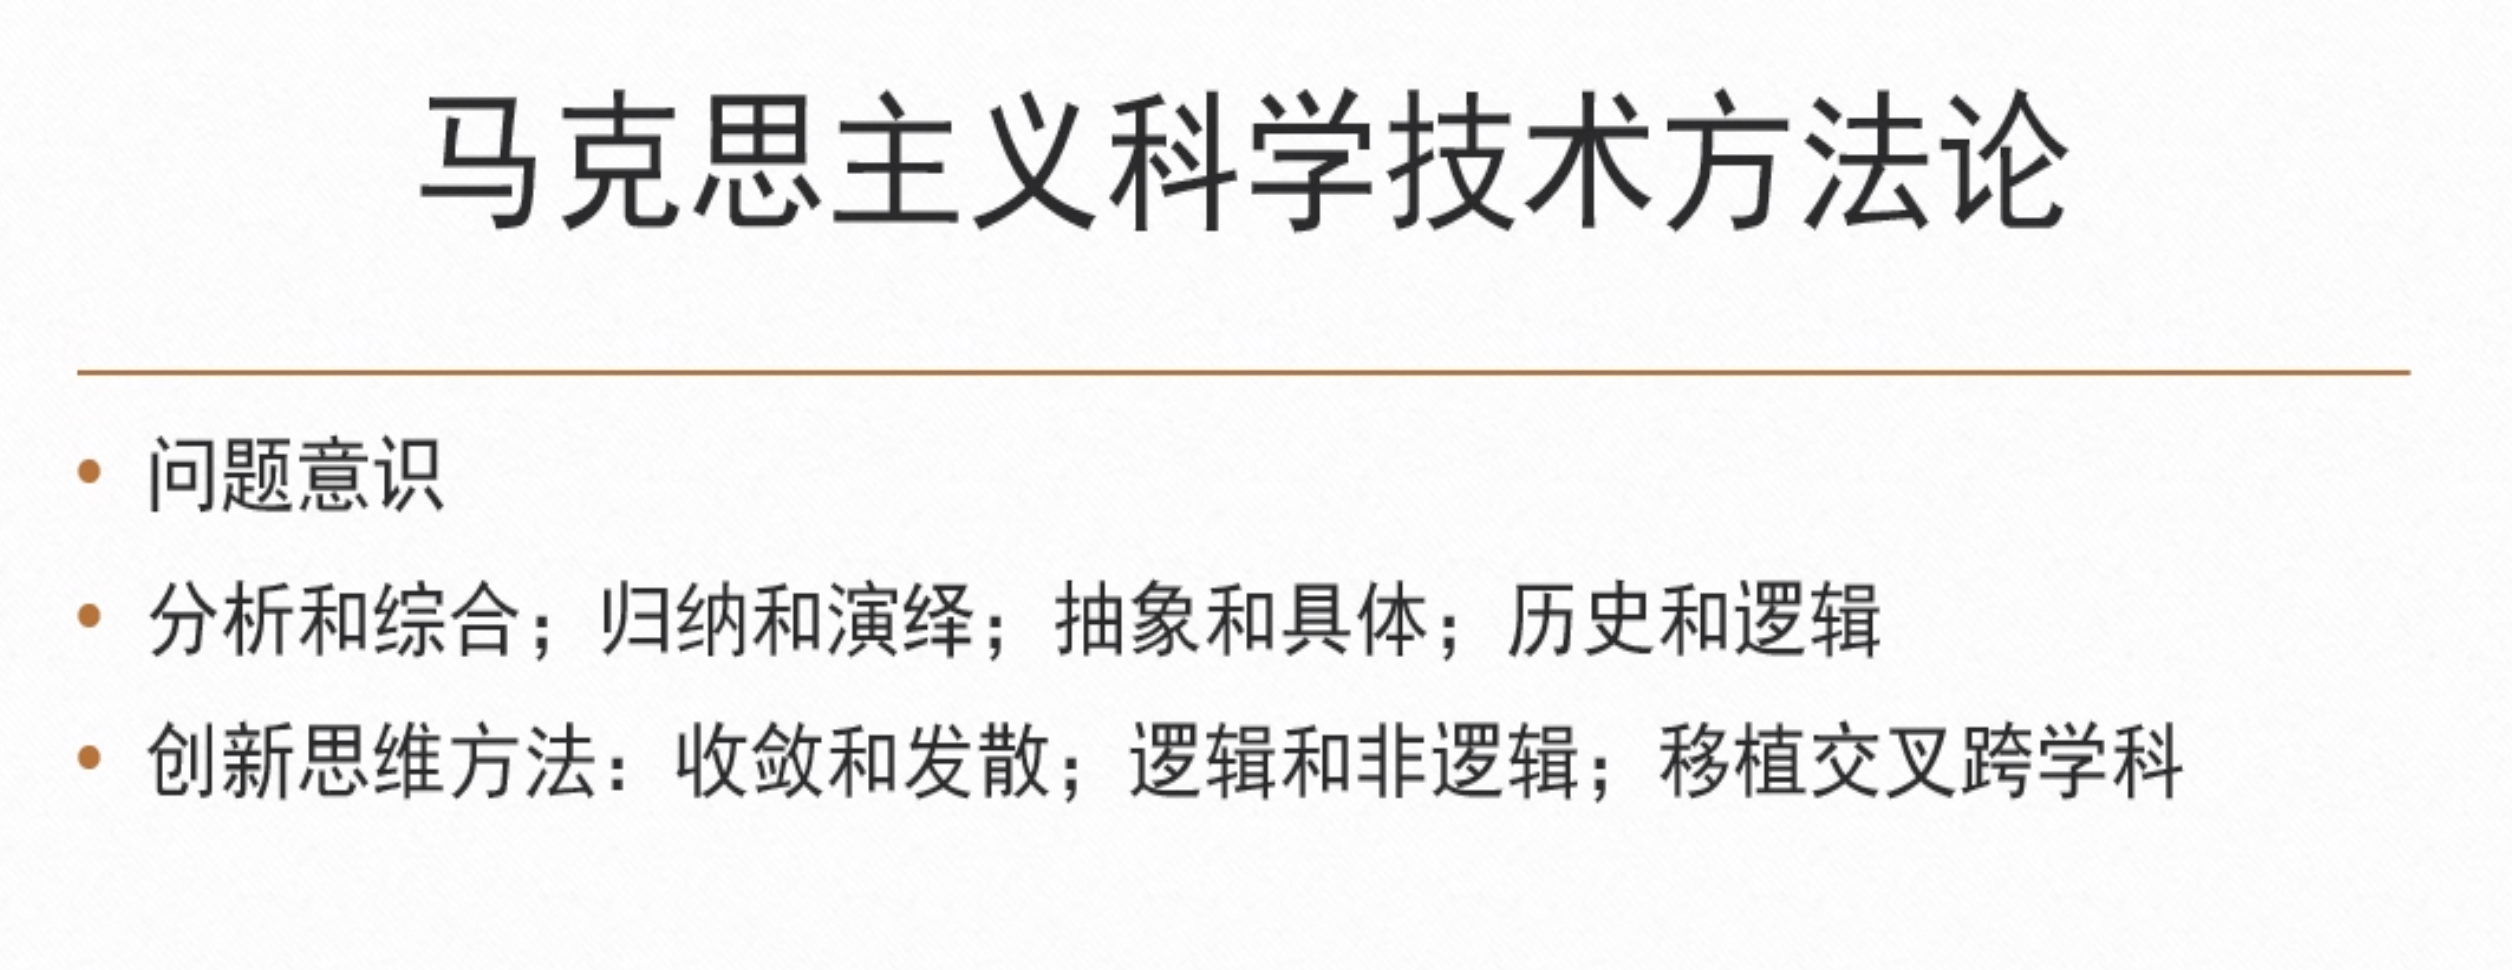 马克思主义科学技术方法论
• 问题意识
• 分析和综合；归纳和演绎；抽象和具体；历史和逻辑
• 创新思维方法：收敛和发散；逻辑和非逻辑；移植交叉跨学科